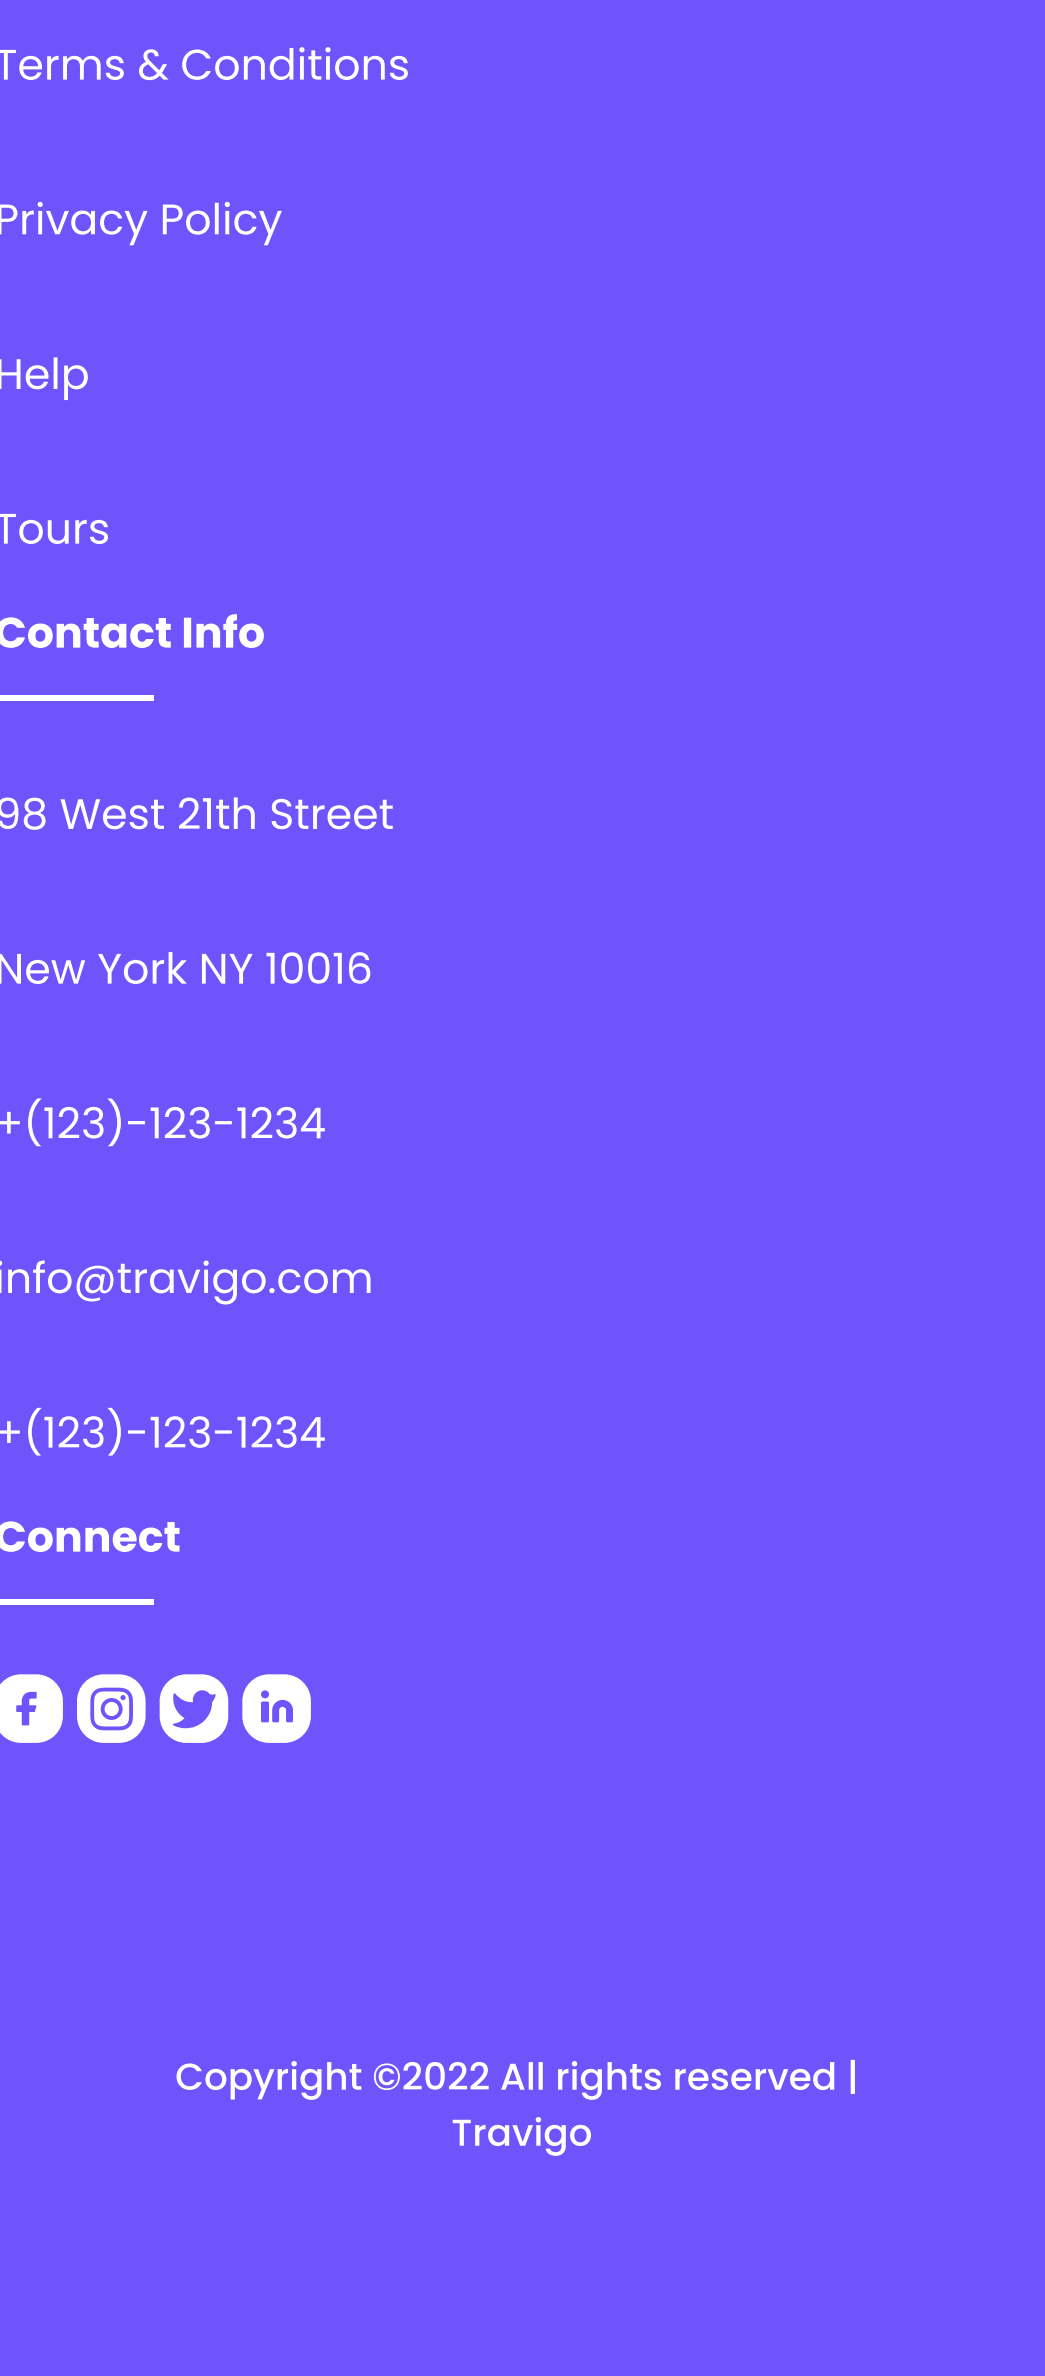 Terms & Conditions
Privacy Policy
Help
Tours
Contact Info
98 West 21th Street
New York NY 10016
+(123)-123-1234
info@travigo.com
+(123)-123-1234
Connect
Copyright ©2022 All rights reserved |
Travigo